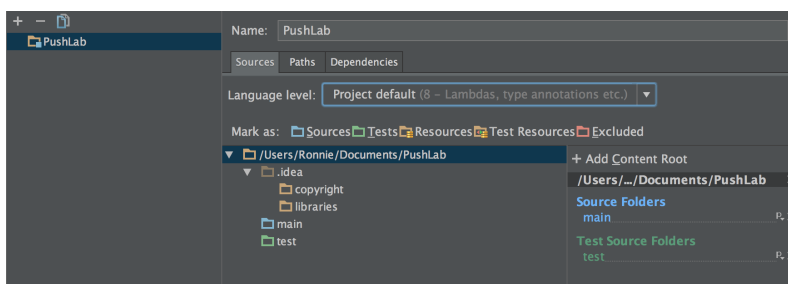 PushLab
Name: PushLab
Sources Paths Dependencies
Language level: Project default (8 – Lambdas, type annotations etc.)
Mark as: Sources Tests Resources Test Resources Excluded
/Users/Ronnie/Documents/PushLab
.idea
copyright
libraries
main
test
+ Add Content Root
/Users/.../Documents/PushLab
Source Folders
main
Test Source Folders
test